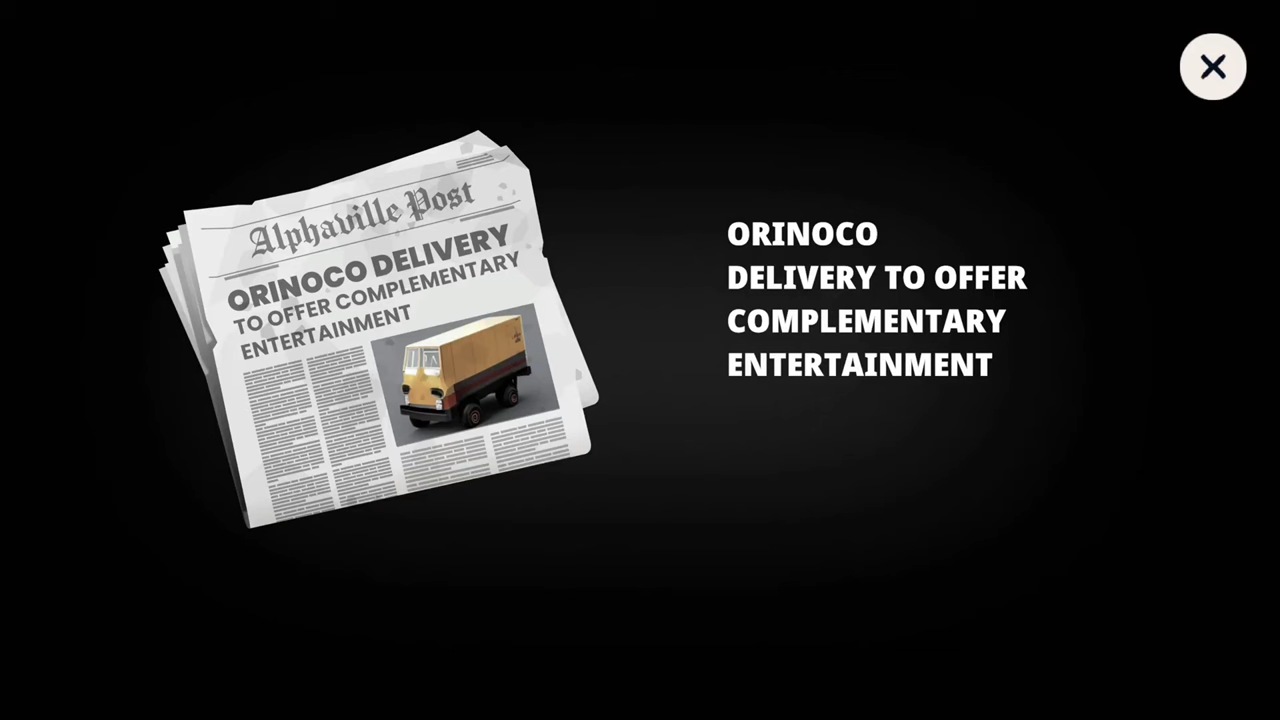 Alphaville Post
ORINOCO DELIVERY
TO OFFER COMPLEMENTARY
ENTERTAINMENT
ORINOCO
DELIVERY TO OFFER
COMPLEMENTARY
ENTERTAINMENT